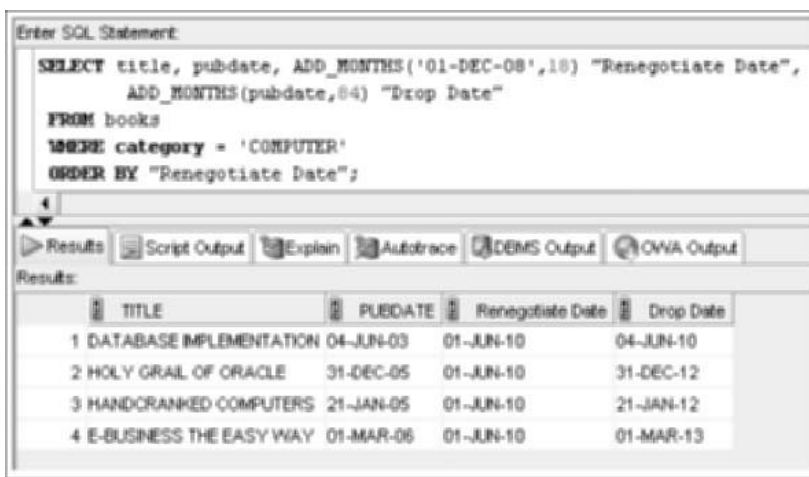 Enter SQL Statement:
SELECT title, pubdate, ADD_MONTHS('01-DEC-08',18) "Renegotiate Date",
ADD_MONTHS(pubdate,84) "Drop Date"
FROM books
WHERE category = 'COMPUTER'
ORDER BY "Renegotiate Date";
Results Script Output Explain Autotrace DBMS Output OWA Output
Results:
TITLE PUBDATE Renegotiate Date Drop Date
1 DATABASE IMPLEMENTATION 04-JUN-03 01-JUN-10 04-JUN-10
2 HOLY GRAIL OF ORACLE 31-DEC-05 01-JUN-10 31-DEC-12
3 HANDCRANKED COMPUTERS 21-JAN-05 01-JUN-10 21-JAN-12
4 E-BUSINESS THE EASY WAY 01-MAR-06 01-JUN-10 01-MAR-13